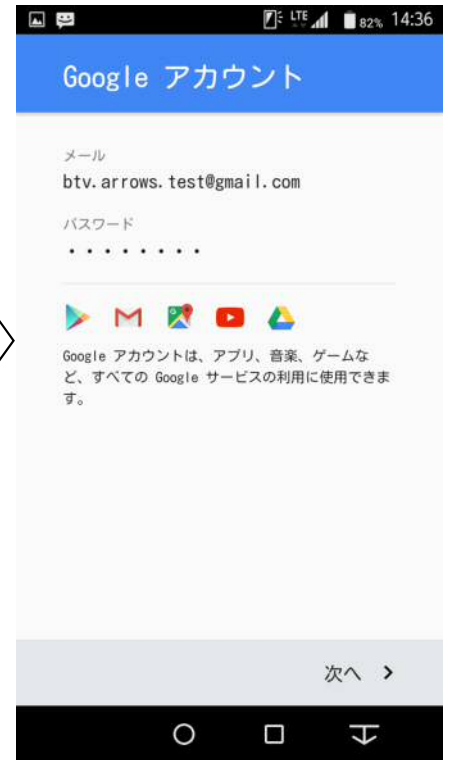 LTE 82% 14:36
Google アカウント
メール
btv.arrows.test@gmail.com
パスワード
・・・・・・・・
Google アカウントは、アプリ、音楽、ゲームな
ど、すべての Google サービスの利用に使用できま
す。
次へ